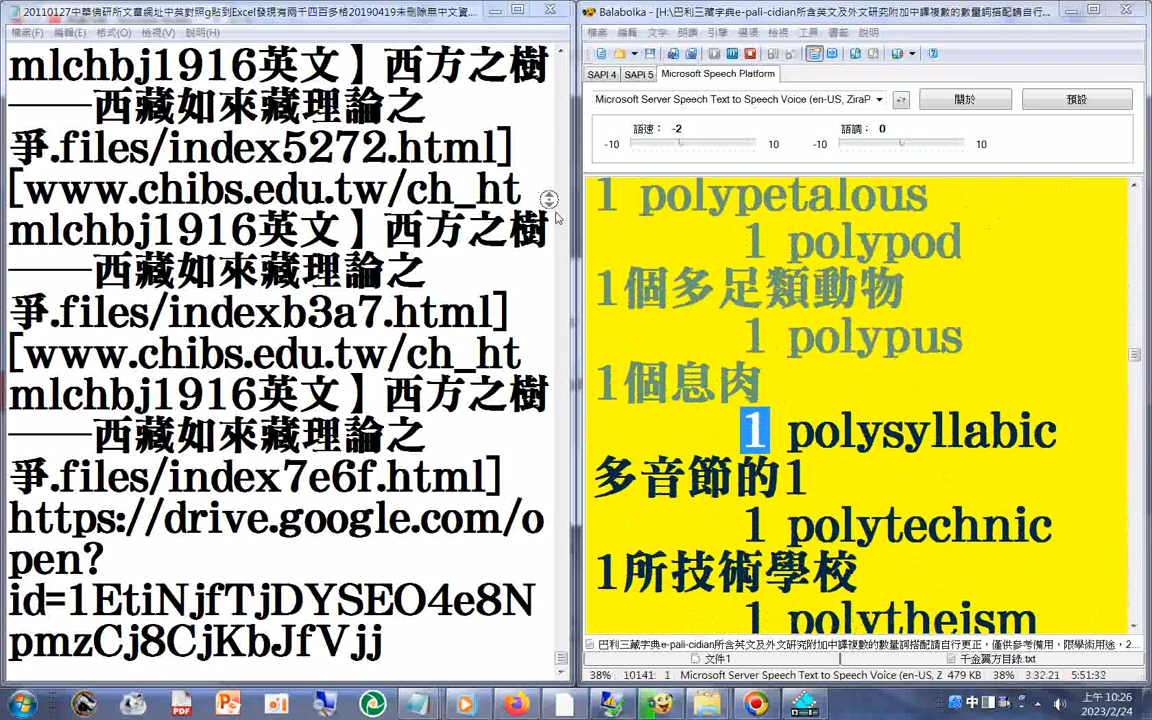 20110127中華佛研所文章網址中英對照g點到Excel發現有兩千四百多格20190419未刪除無中文資...
檔案(F) 編輯(E) 格式(O) 檢視(V) 說明(H)
mlchbj1916英文】西方之樹
——西藏如來藏理論之
爭.files/index5272.html]
[www.chibs.edu.tw/ch_ht
mlchbj1916英文】西方之樹
——西藏如來藏理論之
爭.files/indexb3a7.html]
[www.chibs.edu.tw/ch_ht
mlchbj1916英文】西方之樹
——西藏如來藏理論之
爭.files/index7e6f.html]
https://drive.google.com/o
pen?
id=1EtiNjfTjDYSEO4e8N
pmzCj8CjKbJfVjj
Balabolka - [H:\巴利三藏字典e-pali-cidian所含英文及外文研究附加中譯複數的數量詞搭配請自行...
檔案 編輯 文字 朗讀 引擎 選項 檢視 工具 書籤 說明
SAPI 4 SAPI 5 Microsoft Speech Platform
Microsoft Server Speech Text to Speech Voice (en-US, ZiraP
關於 預設
語速： -2 語調： 0
-10 10 -10 10
1 polypetalous
1 polypod
1個多足類動物
1 polypus
1個息肉
1 polysyllabic
多音節的1
1 polytechnic
1所技術學校
1 polytheism
巴利三藏字典e-pali-cidian所含英文及外文研究附加中譯複數的數量詞搭配請自行更正，僅供參考備用，限學術用途，2...
文件1 千金翼方目錄.txt
38% 10141: 1 Microsoft Server Speech Text to Speech Voice (en-US, Z 479 KB 38% 3:32:21 5:51:33
PDF 中 上午 10:26
2023/2/24